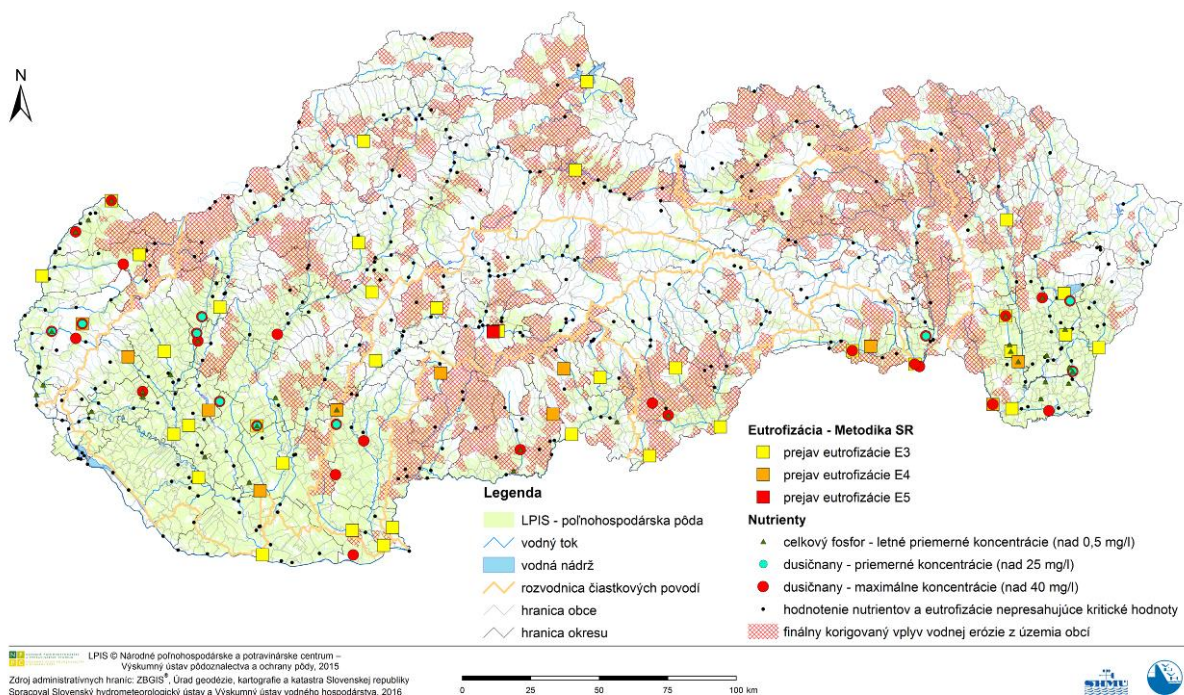 N
Legenda
LPIS - poľnohospodárska pôda
vodný tok
vodná nádrž
rozvodnica čiastkových povodí
hranica obce
hranica okresu
Eutrofizácia - Metodika SR
prejav eutrofizácie E3
prejav eutrofizácie E4
prejav eutrofizácie E5
Nutrienty
celkový fosfor - letné priemerné koncentrácie (nad 0,5 mg/l)
dusičnany - priemerné koncentrácie (nad 25 mg/l)
dusičnany - maximálne koncentrácie (nad 40 mg/l)
hodnotenie nutrientov a eutrofizácie nepresahujúce kritické hodnoty
finálny korigovaný vplyv vodnej erózie z územia obcí
LPIS © Národné poľnohospodárske a potravinárske centrum –
Výskumný ústav pôdoznalectva a ochrany pôdy, 2015
Zdroj administratívnych hraníc: ZBGIS®, Úrad geodézie, kartografie a katastra Slovenskej republiky
Spracoval Slovenský hydrometeorologický ústav a Výskumný ústav vodného hospodárstva, 2016
0 25 50 75 100 km
SHMÚ